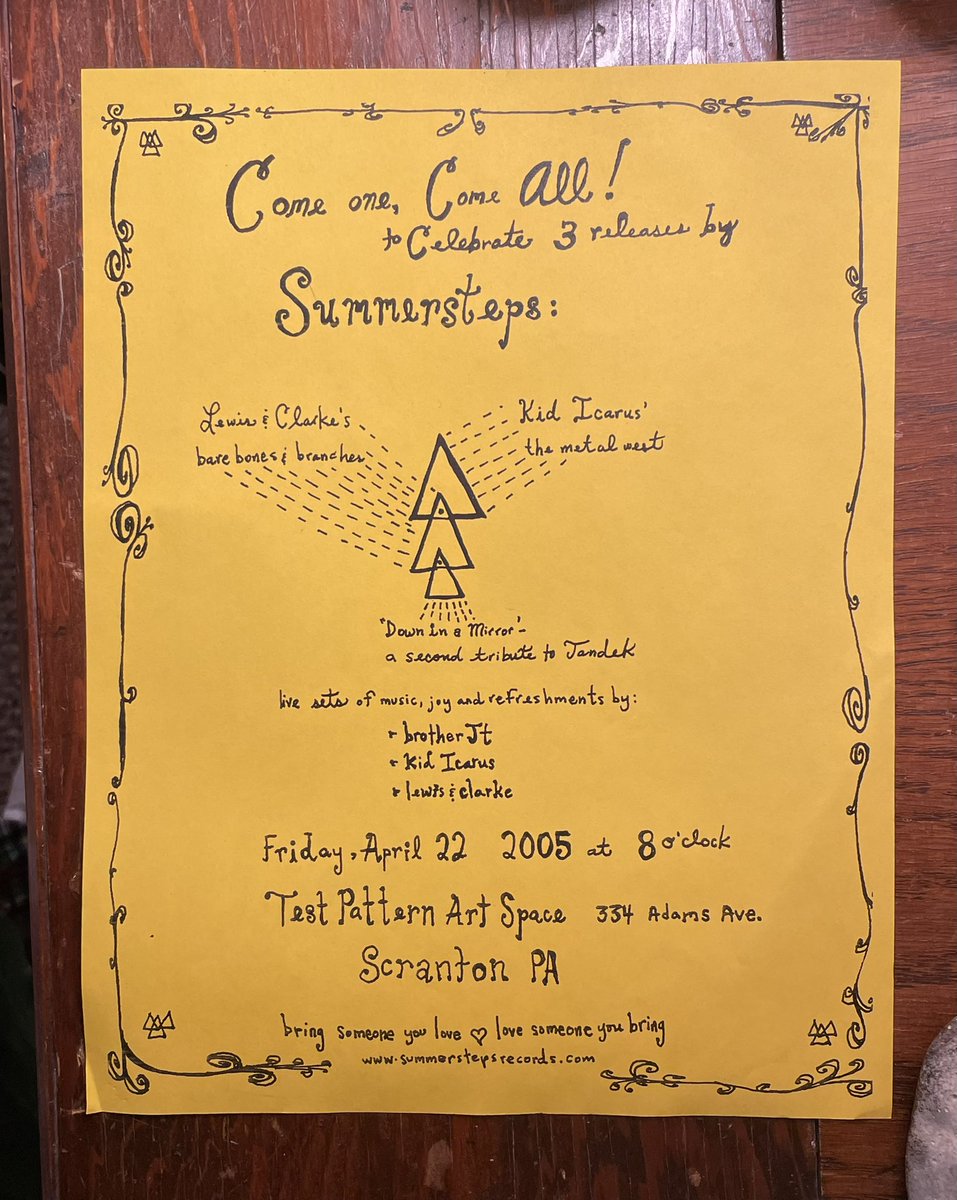 Come one, Come All!
to Celebrate 3 releases by
Summersteps:
Lewis & Clarke's
bare bones & branches
Kid Icarus'
the metal west
"Down in a Mirror"-
a second tribute to Jandek
live sets of music, joy and refreshments by:
brother Jt
Kid Icarus
lewis & clarke
Friday, April 22 2005 at 8 o'clock
Test Pattern Art Space 334 Adams Ave.
Scranton PA
bring someone you love ♡ love someone you bring
www.summerstepsrecords.com